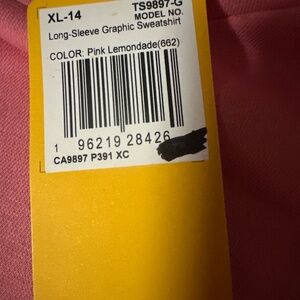 XL-14 TS9897-G
MODEL NO.
Long-Sleeve Graphic Sweatshirt
COLOR: Pink Lemondade(662)
1 96219 28426
CA9897 P391 XC